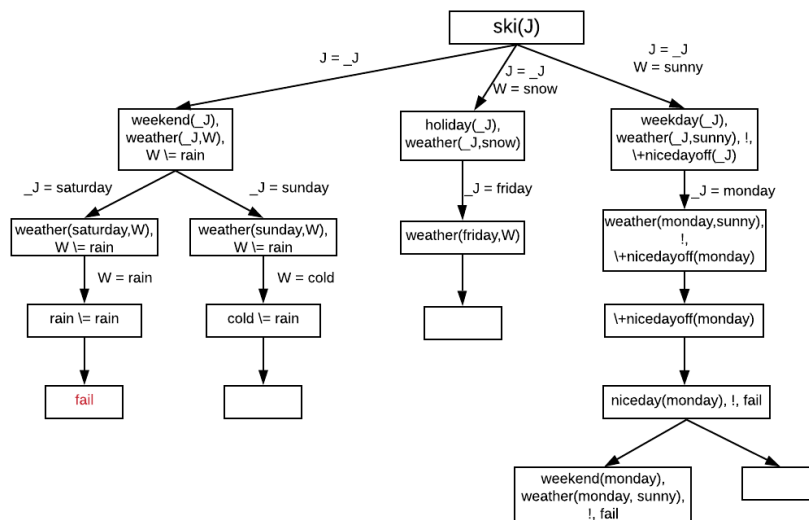 ski(J)
J = _J
J = _J
W = snow
J = _J
W = sunny
weekend(_J),
weather(_J,W),
W \= rain
holiday(_J),
weather(_J,snow)
weekday(_J),
weather(_J,sunny), !,
\+nicedayoff(_J)
_J = saturday
_J = sunday
_J = friday
_J = monday
weather(saturday,W),
W \= rain
weather(sunday,W),
W \= rain
weather(friday,W)
weather(monday,sunny),
!,
\+nicedayoff(monday)
W = rain
W = cold
rain \= rain
cold \= rain
\+nicedayoff(monday)
fail
niceday(monday), !, fail
weekend(monday),
weather(monday, sunny),
!, fail